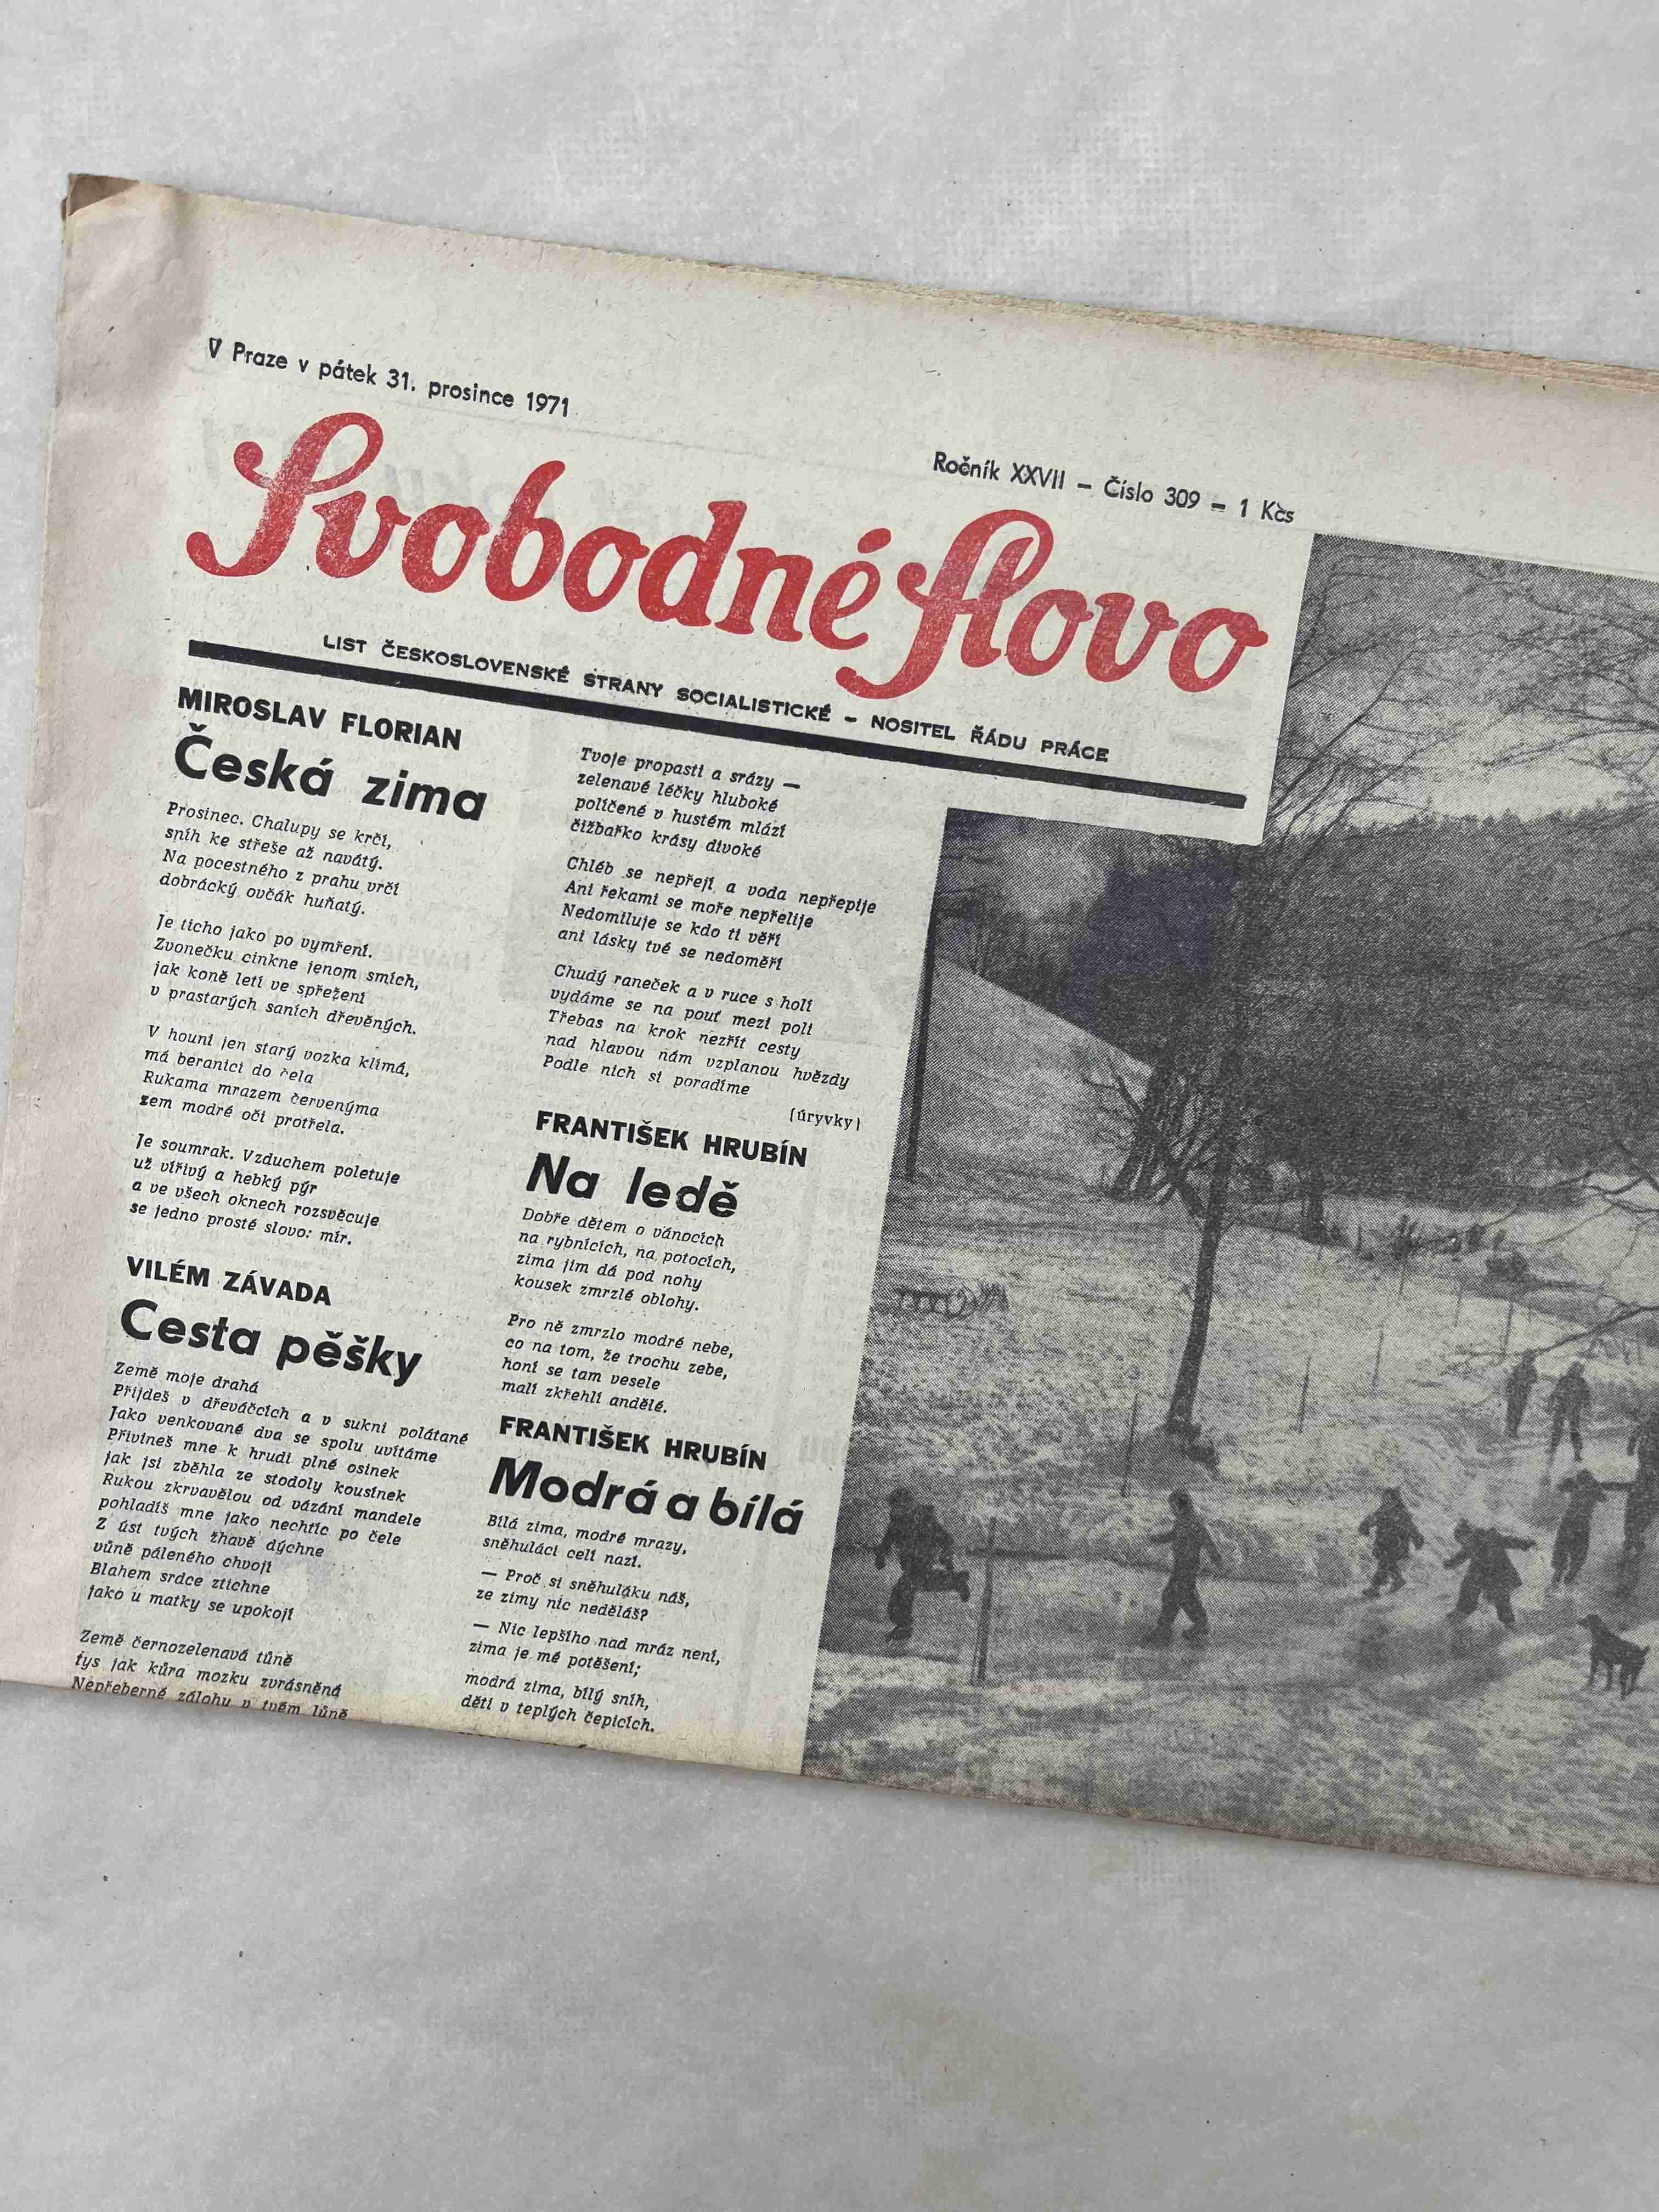 V Praze v pátek 31. prosince 1971
Ročník XXVII – Číslo 309 – 1 Kčs
Svobodné slovo
LIST ČESKOSLOVENSKÉ STRANY SOCIALISTICKÉ – NOSITEL ŘÁDU PRÁCE
MIROSLAV FLORIAN
Česká zima
Prosinec. Chalupy se krčí,
sníh ke střeše až navátý.
Na pocestného z prahu vrčí
dobrácký ovčák huňatý.
Je ticho jako po vymření.
Zvonečku cinkne jenom smích,
jak koně letí ve spřežení
v prastarých saních dřevěných.
V houni jen starý vozka klímá,
má beranici do čela
Rukama mrazem červenýma
zem modré oči protřela.
Je soumrak. Vzduchem poletuje
už vířivý a hebký pýr
a ve všech oknech rozsvěcuje
se jedno prosté slovo: mír.
VILÉM ZÁVADA
Cesta pěšky
Země moje drahá
Přijdeš v dřeváčcích a v sukni polátané
Jako venkované dva se spolu uvítáme
Přivineš mne k hrudi plné osinek
jak jsi zběhla ze stodoly kousínek
Rukou zkrvavělou od vázání mandele
pohladíš mne jako nechtíc po čele
Z úst tvých žhavě dýchne
vůně páleného chvojí
Blahem srdce ztichne
jako u matky se upokojí
Země černozelenavá tůně
tys jak kůra mozku zvrásněná
Nepřeberné zálohy v tvém lůně
Tvoje propasti a srázy —
zelenavé léčky hluboké
políčené v hustém mlází
čižbařko krásy divoké
Chléb se nepřejí a voda nepřepije
Ani řekami se moře nepřelije
Nedomiluje se kdo ti věří
ani lásky tvé se nedoměří
Chudý raneček a v ruce s holí
vydáme se na pouť mezi poli
Třebas na krok nezřít cesty
nad hlavou nám vzplanou hvězdy
Podle nich si poradíme
(úryvky)
FRANTIŠEK HRUBÍN
Na ledě
Dobře dětem o vánocích
na rybnících, na potocích,
zima jim dá pod nohy
kousek zmrzlé oblohy.
Pro ně zmrzlo modré nebe,
co na tom, že trochu zebe,
honí se tam vesele
malí zkřehlí andělé.
FRANTIŠEK HRUBÍN
Modrá a bílá
Bílá zima, modré mrazy,
sněhuláci celí nazí.
— Proč si sněhuláku náš,
ze zimy nic neděláš?
— Nic lepšího nad mráz není,
zima je mé potěšení;
modrá zima, bílý sníh,
děti v teplých čepicích.